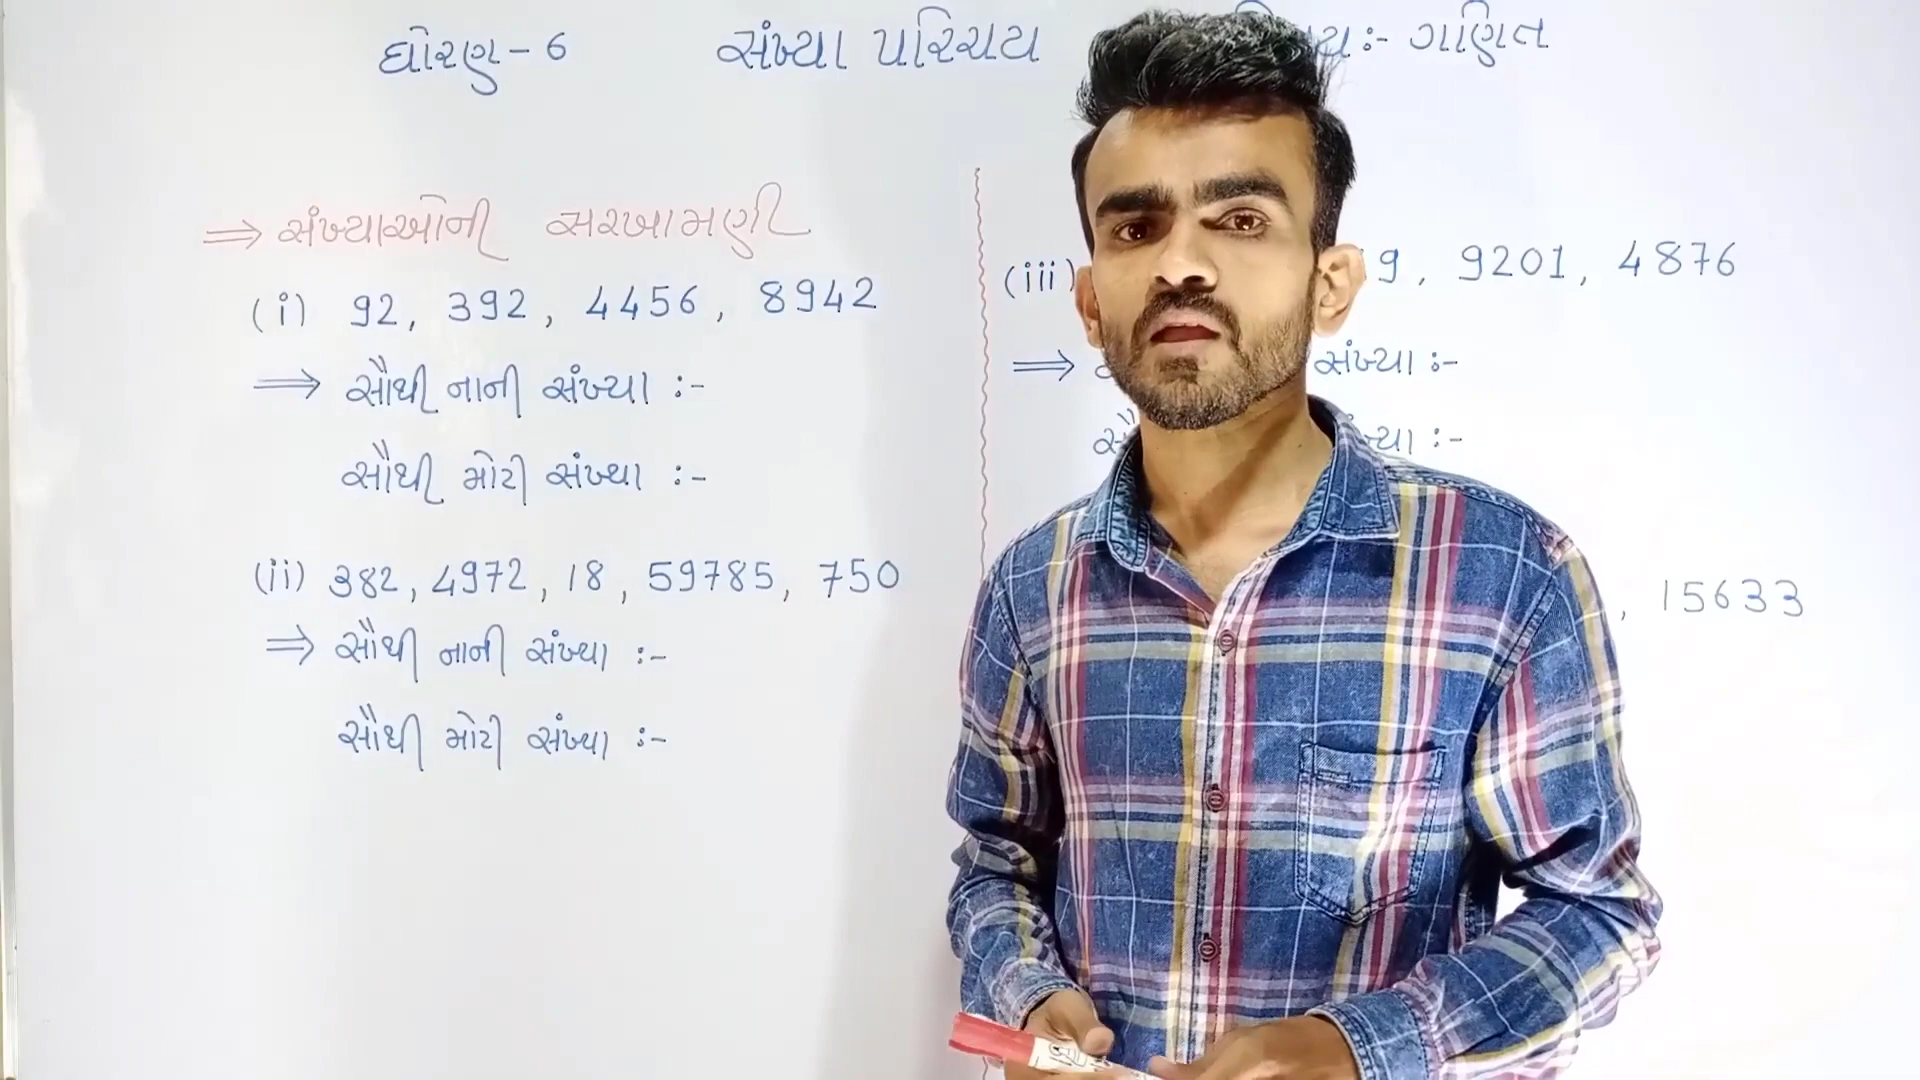 ધોરણ - 6 સંખ્યા પરિચય ગણિત
⇒ સંખ્યાઓની સરખામણી
(i) 92, 392, 4456, 8942
⇒ સૌથી નાની સંખ્યા :-
સૌથી મોટી સંખ્યા :-
(ii) 382, 4972, 18, 59785, 750
⇒ સૌથી નાની સંખ્યા :-
સૌથી મોટી સંખ્યા :-
(iii) 9, 9201, 4876
⇒ સંખ્યા :-
:-
, 15633